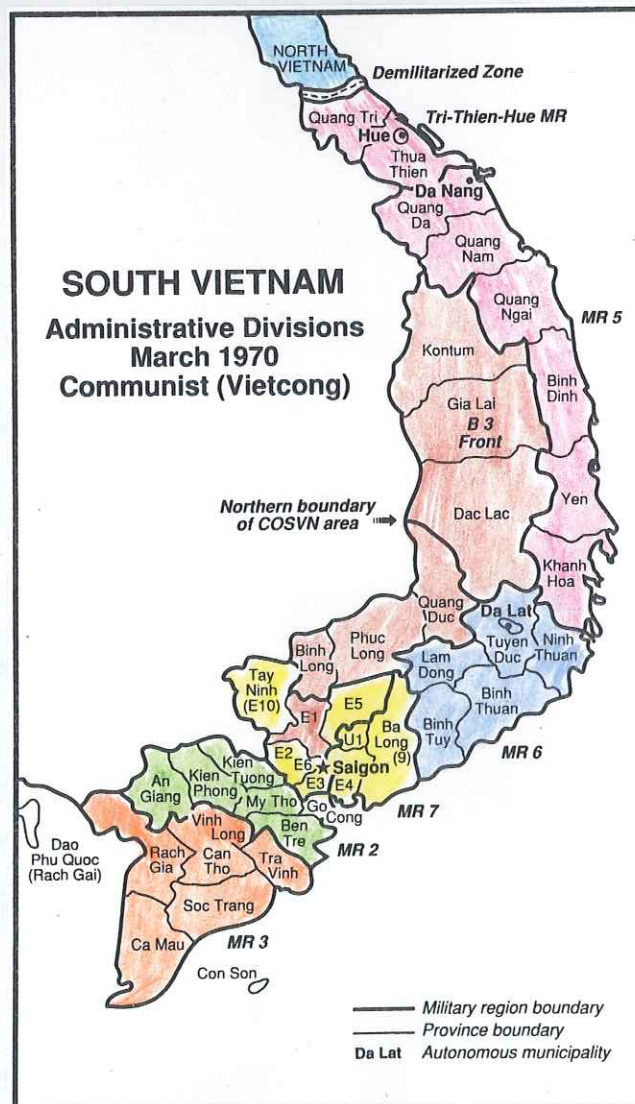 NORTH
VIETNAM
Demilitarized Zone
Quang Tri
Tri-Thien-Hue MR
Hue
Thua
Thien
Da Nang
Quang
Da
Quang
Nam
SOUTH VIETNAM
Administrative Divisions
March 1970
Communist (Vietcong)
Quang
Ngai
MR 5
Kontum
Binh
Dinh
Gia Lai
B 3
Front
Northern boundary
of COSVN area
Dac Lac
Yen
Khanh
Hoa
Quang
Duc
Da Lat
Tuyen
Duc
Ninh
Thuan
Phuc
Long
Binh
Long
Lam
Dong
Tay
Ninh
(E10)
E5
Binh
Thuan
E1
Ba
Long
(9)
Binh
Tuy
U1
MR 6
E2
E6
Saigon
E3
E4
Kien
Tuong
An
Giang
Kien
Phong
My Tho
Go
Cong
MR 7
Vinh
Long
Ben
Tre
MR 2
Dao
Phu Quoc
(Rach Gai)
Rach
Gia
Can
Tho
Tra
Vinh
Soc Trang
Ca Mau
MR 3
Con Son
Military region boundary
Province boundary
Da Lat Autonomous municipality